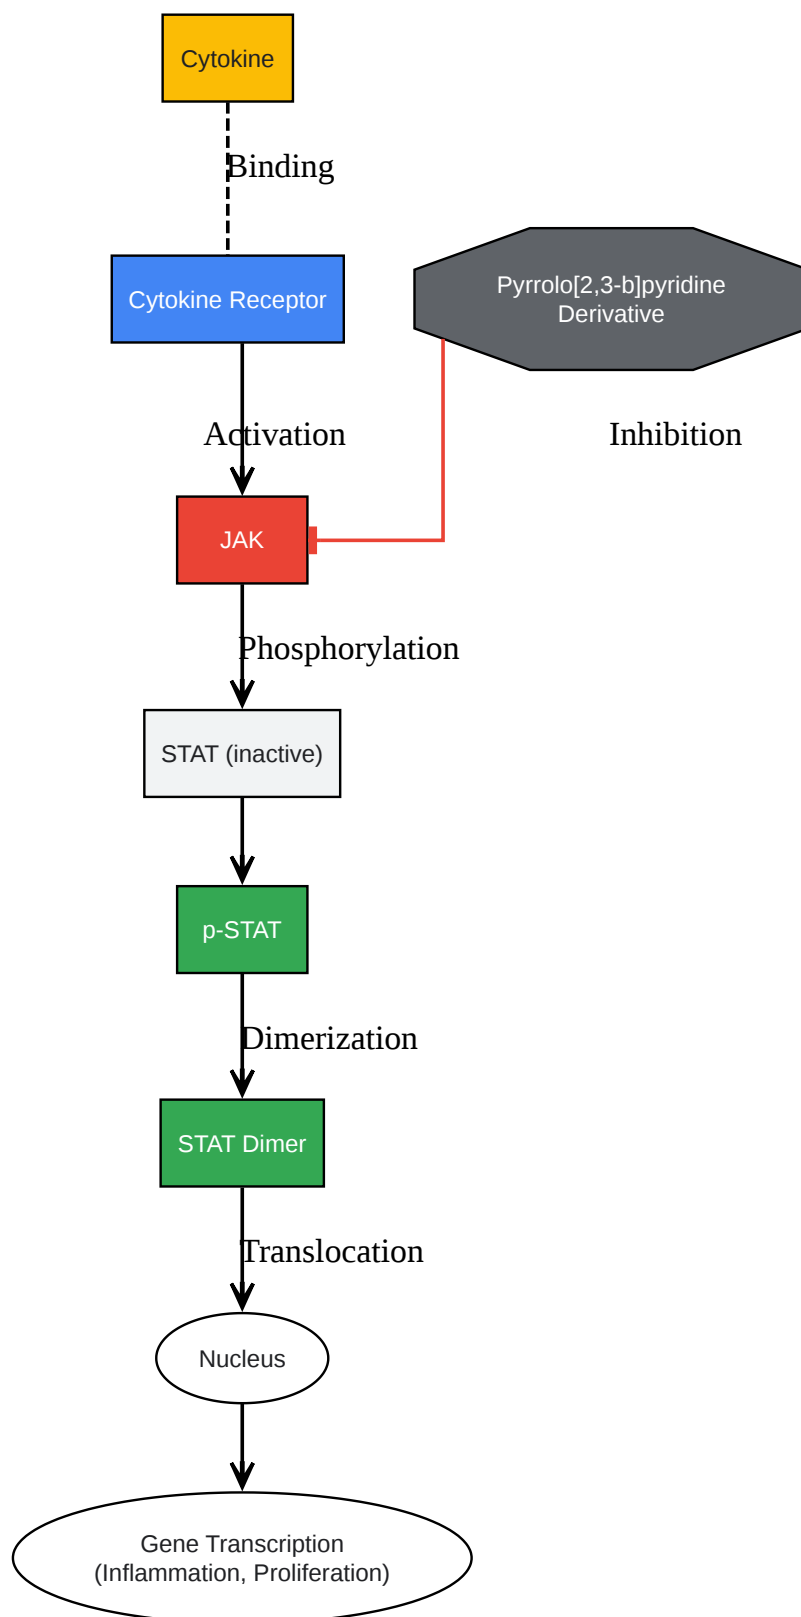 Cytokine
Binding
Cytokine Receptor
Pyrrolo[2,3-b]pyridine
Derivative
Activation
Inhibition
JAK
Phosphorylation
STAT (inactive)
p-STAT
Dimerization
STAT Dimer
Translocation
Nucleus
Gene Transcription
(Inflammation, Proliferation)